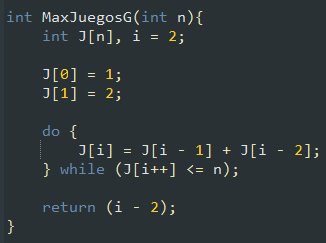 int MaxJuegosG(int n){
    int J[n], i = 2;

    J[0] = 1;
    J[1] = 2;

    do {
        J[i] = J[i - 1] + J[i - 2];
    } while (J[i++] <= n);

    return (i - 2);
}